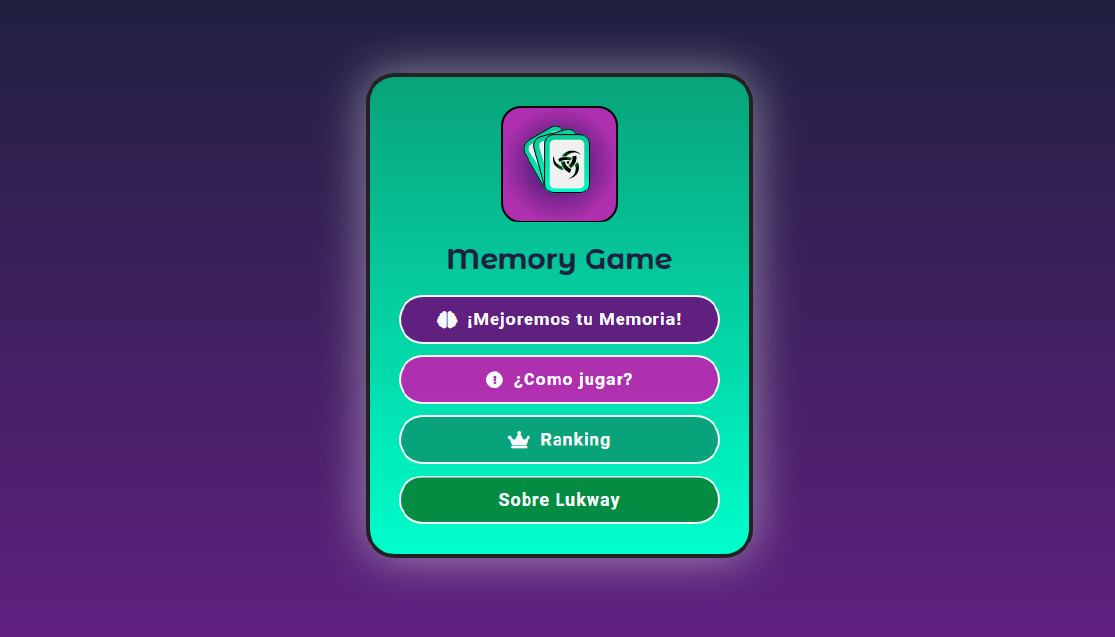 Memory Game
¡Mejoremos tu Memoria!
¿Como jugar?
Ranking
Sobre Lukway